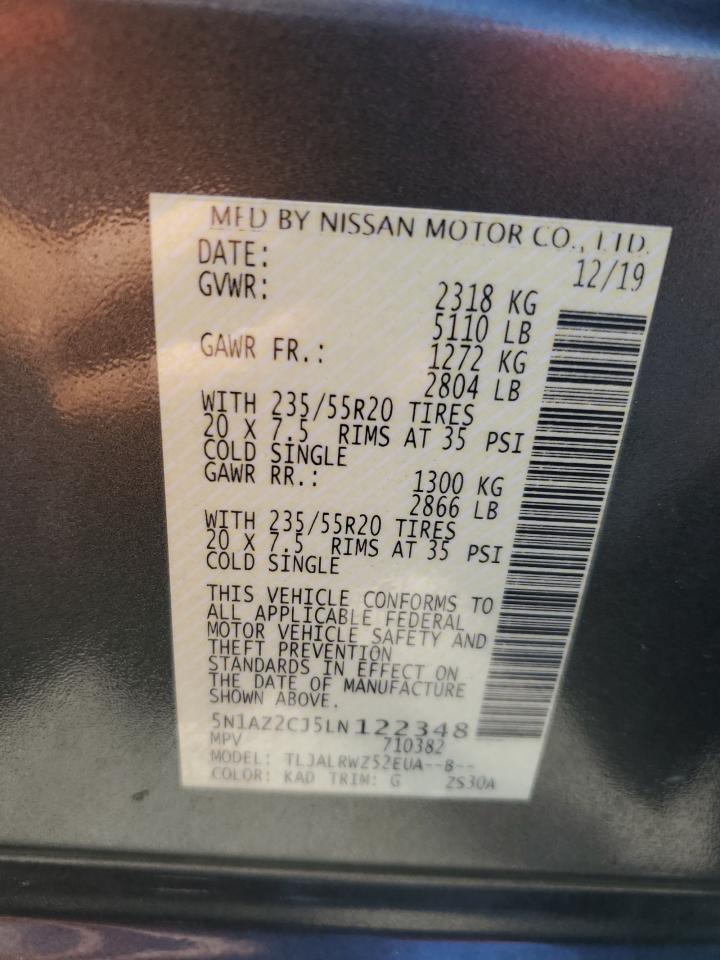 MFD BY NISSAN MOTOR CO., LTD.
DATE: 12/19
GVWR: 2318 KG
5110 LB
GAWR FR.: 1272 KG
2804 LB
WITH 235/55R20 TIRES
20 X 7.5 RIMS AT 35 PSI
COLD SINGLE
GAWR RR.: 1300 KG
2866 LB
WITH 235/55R20 TIRES
20 X 7.5 RIMS AT 35 PSI
COLD SINGLE
THIS VEHICLE CONFORMS TO
ALL APPLICABLE FEDERAL
MOTOR VEHICLE SAFETY AND
THEFT PREVENTION
STANDARDS IN EFFECT ON
THE DATE OF MANUFACTURE
SHOWN ABOVE.
5N1AZ2CJ5LN122348
MPV 710382
MODEL: TLJALRWZ52EUA--B--
COLOR: KAD TRIM: G ZS30A